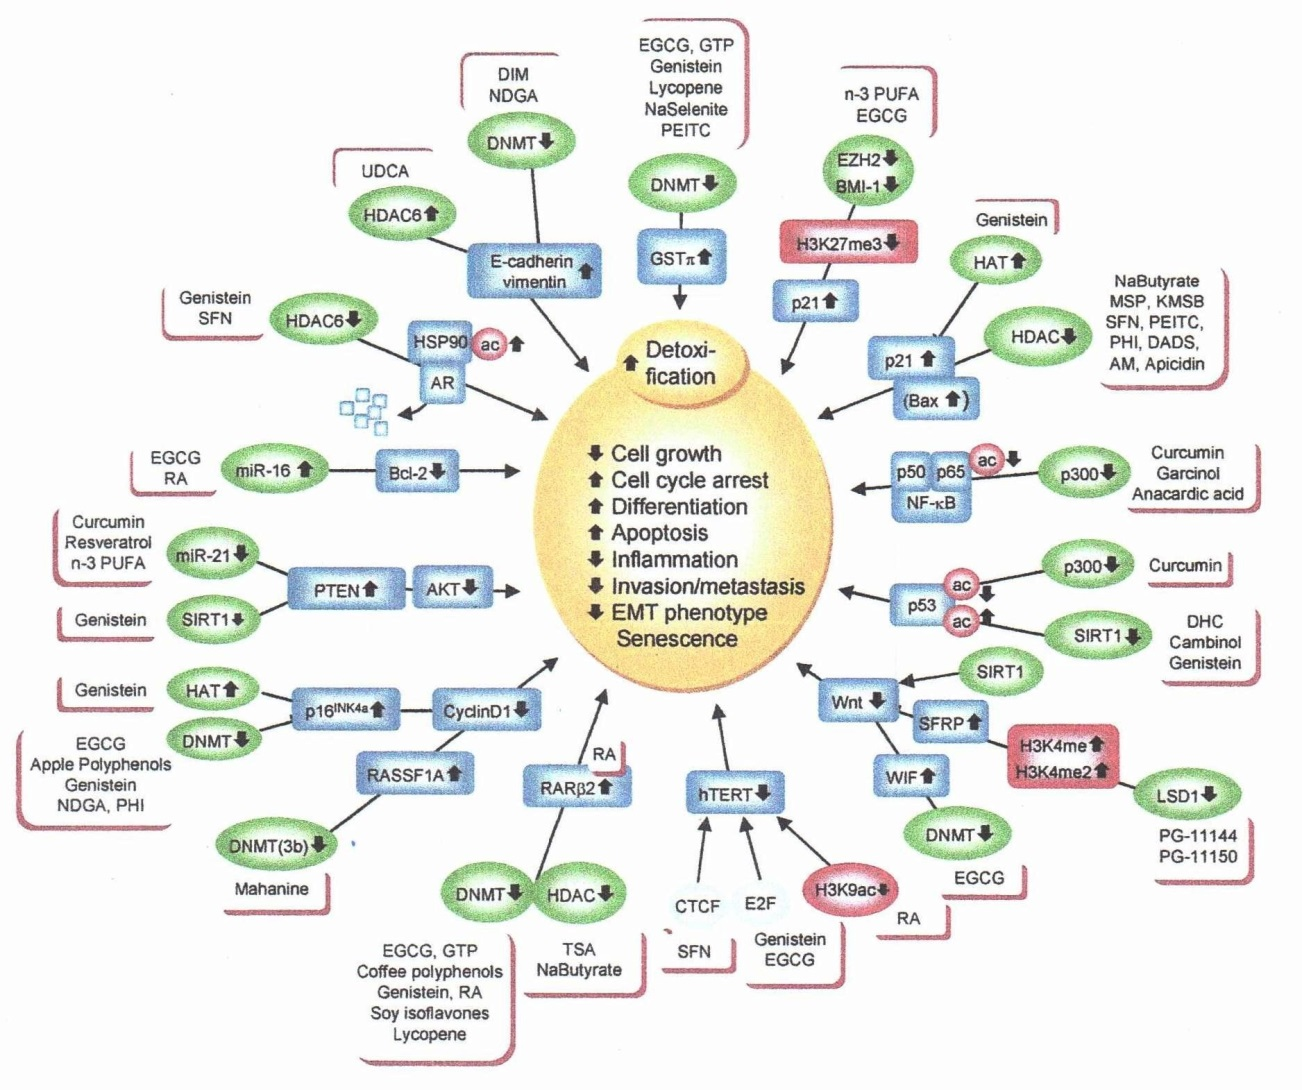 EGCG, GTP
Genistein
Lycopene
NaSelenite
PEITC
DNMT
GSTπ
DIM
NDGA
DNMT
UDCA
HDAC6
E-cadherin
vimentin
n-3 PUFA
EGCG
EZH2
BMI-1
H3K27me3
p21
Genistein
HAT
NaButyrate
MSP, KMSB
SFN, PEITC,
PHI, DADS,
AM, Apicidin
HDAC
p21
(Bax )
Genistein
SFN
HDAC6
HSP90
ac
AR
Detoxi-
fication
Cell growth
Cell cycle arrest
Differentiation
Apoptosis
Inflammation
Invasion/metastasis
EMT phenotype
Senescence
EGCG
RA
miR-16
Bcl-2
p50 p65
ac
NF-κB
p300
Curcumin
Garcinol
Anacardic acid
Curcumin
Resveratrol
n-3 PUFA
miR-21
PTEN
AKT
Genistein
SIRT1
p53
ac
ac
p300
Curcumin
SIRT1
DHC
Cambinol
Genistein
Genistein
HAT
DNMT
p16INK4a
CyclinD1
EGCG
Apple Polyphenols
Genistein
NDGA, PHI
RASSF1A
DNMT(3b)
Mahanine
RA
RARβ2
DNMT
HDAC
EGCG, GTP
Coffee polyphenols
Genistein, RA
Soy isoflavones
Lycopene
TSA
NaButyrate
hTERT
CTCF
E2F
H3K9ac
SFN
Genistein
EGCG
RA
Wnt
SIRT1
SFRP
H3K4me
H3K4me2
LSD1
PG-11144
PG-11150
WIF
DNMT
EGCG